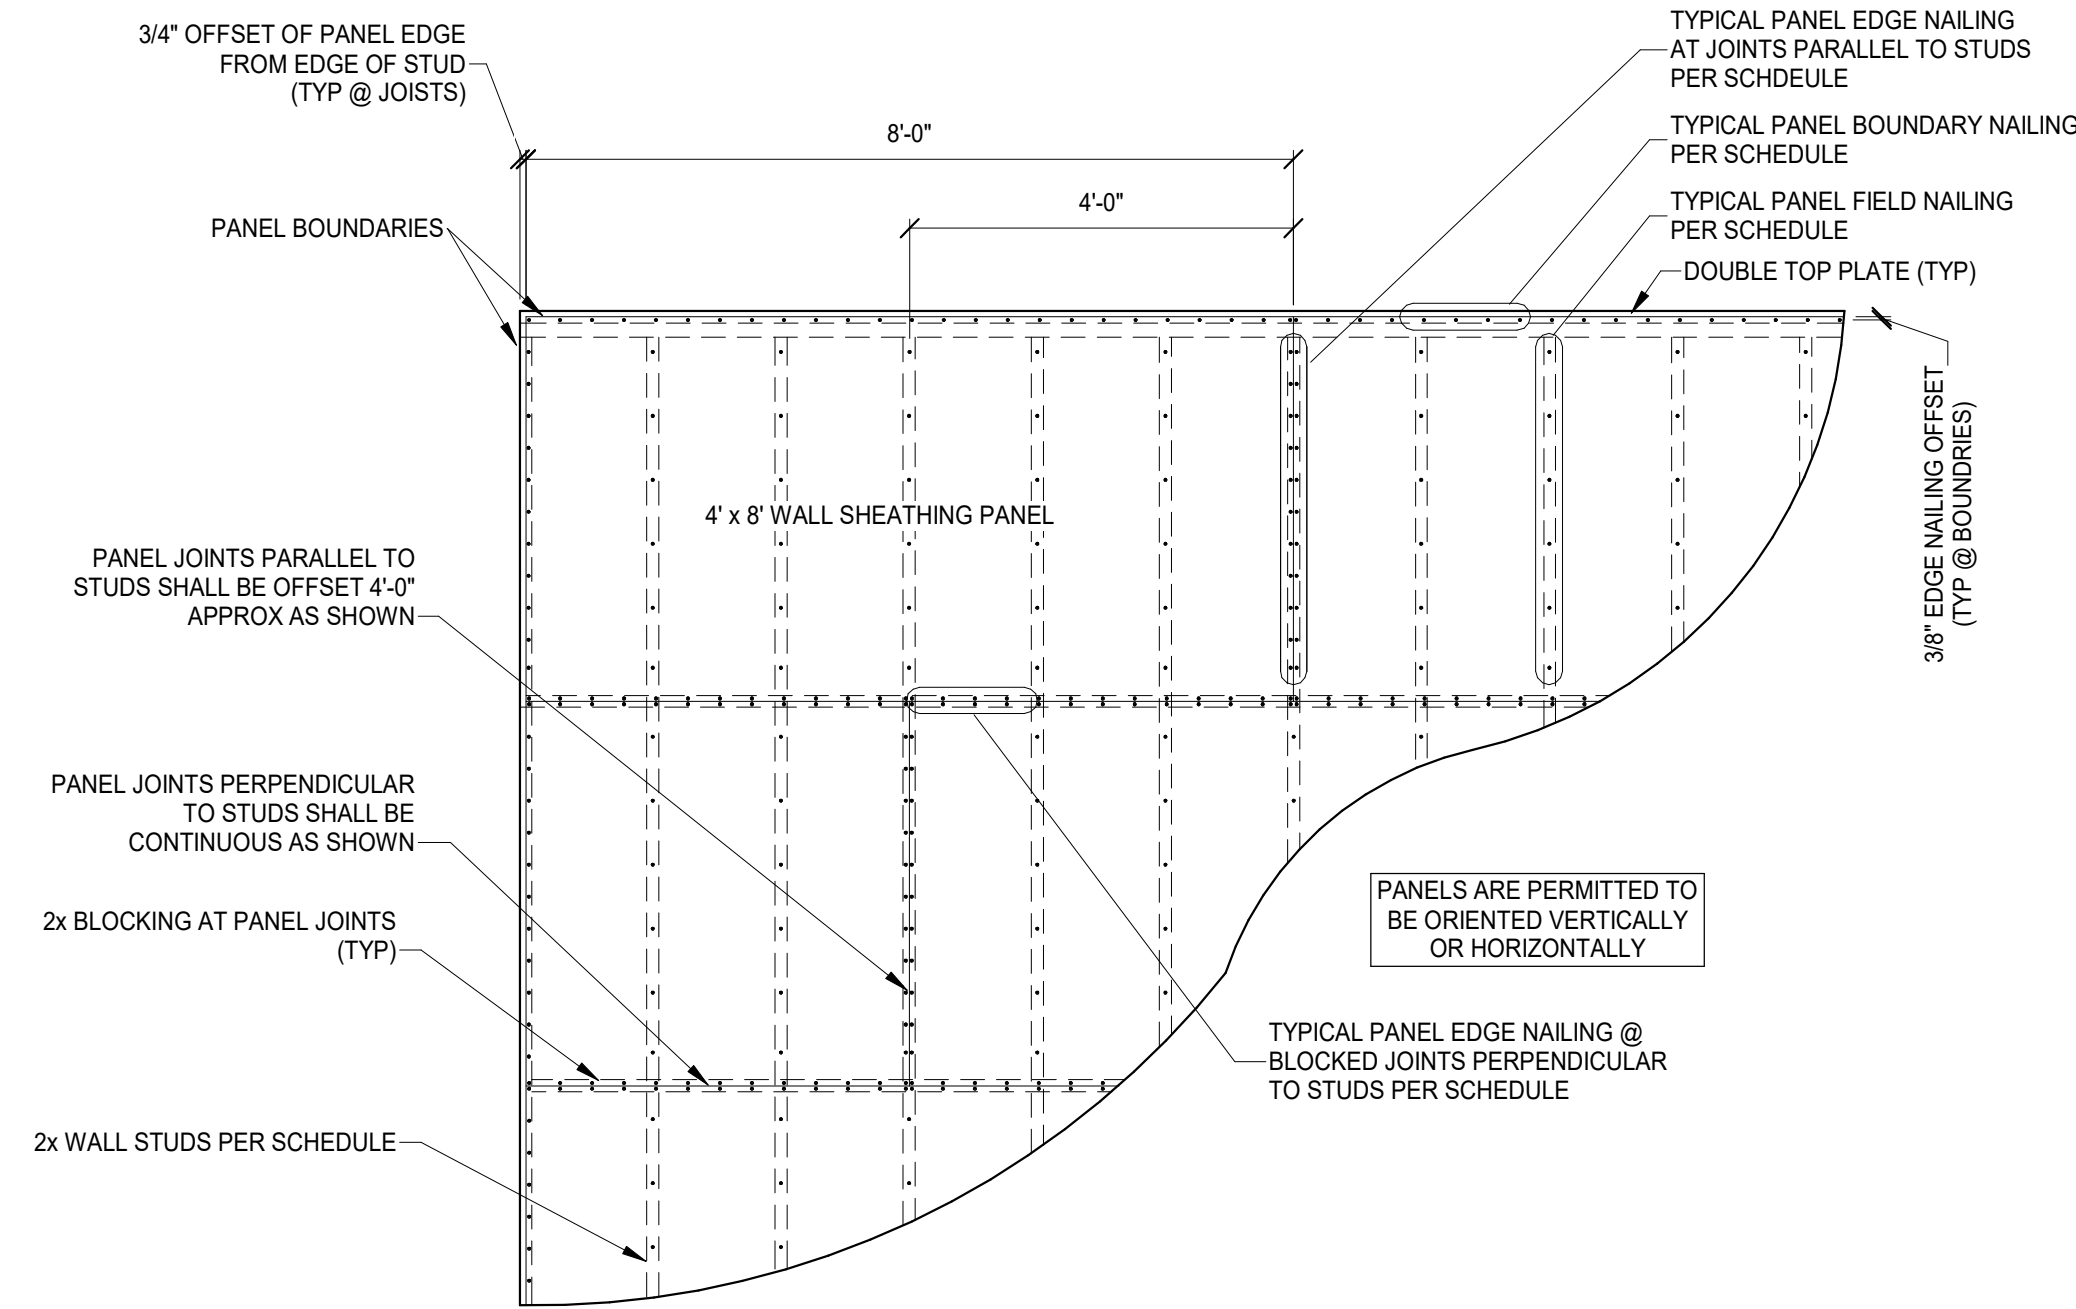 3/4" OFFSET OF PANEL EDGE
FROM EDGE OF STUD
(TYP @ JOISTS)
TYPICAL PANEL EDGE NAILING
AT JOINTS PARALLEL TO STUDS
PER SCHDEULE
8'-0"
TYPICAL PANEL BOUNDARY NAILING
PER SCHEDULE
4'-0"
TYPICAL PANEL FIELD NAILING
PER SCHEDULE
PANEL BOUNDARIES
DOUBLE TOP PLATE (TYP)
3/8" EDGE NAILING OFFSET
(TYP @ BOUNDRIES)
4' x 8' WALL SHEATHING PANEL
PANEL JOINTS PARALLEL TO
STUDS SHALL BE OFFSET 4'-0"
APPROX AS SHOWN
PANEL JOINTS PERPENDICULAR
TO STUDS SHALL BE
CONTINUOUS AS SHOWN
PANELS ARE PERMITTED TO
BE ORIENTED VERTICALLY
OR HORIZONTALLY
2x BLOCKING AT PANEL JOINTS
(TYP)
TYPICAL PANEL EDGE NAILING @
BLOCKED JOINTS PERPENDICULAR
TO STUDS PER SCHEDULE
2x WALL STUDS PER SCHEDULE